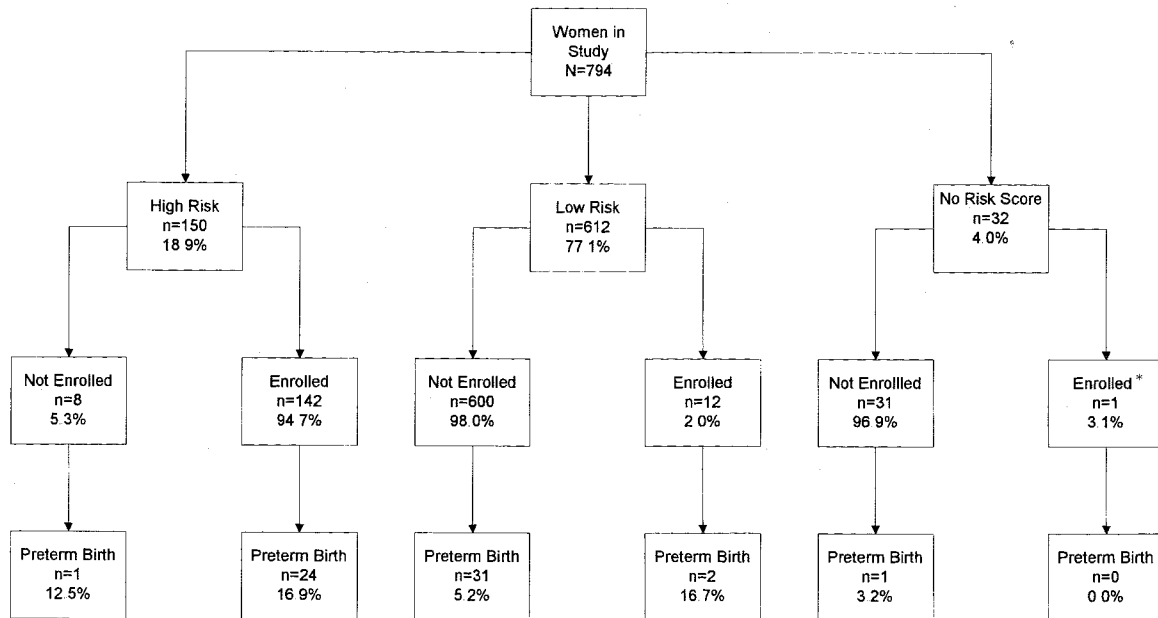 Women in
Study
N=794
High Risk
n=150
18.9%
Low Risk
n=612
77.1%
No Risk Score
n=32
4.0%
Not Enrolled
n=8
5.3%
Enrolled
n=142
94.7%
Not Enrolled
n=600
98.0%
Enrolled
n=12
2.0%
Not Enrollled
n=31
96.9%
Enrolled *
n=1
3.1%
Preterm Birth
n=1
12.5%
Preterm Birth
n=24
16.9%
Preterm Birth
n=31
5.2%
Preterm Birth
n=2
16.7%
Preterm Birth
n=1
3.2%
Preterm Birth
n=0
0.0%